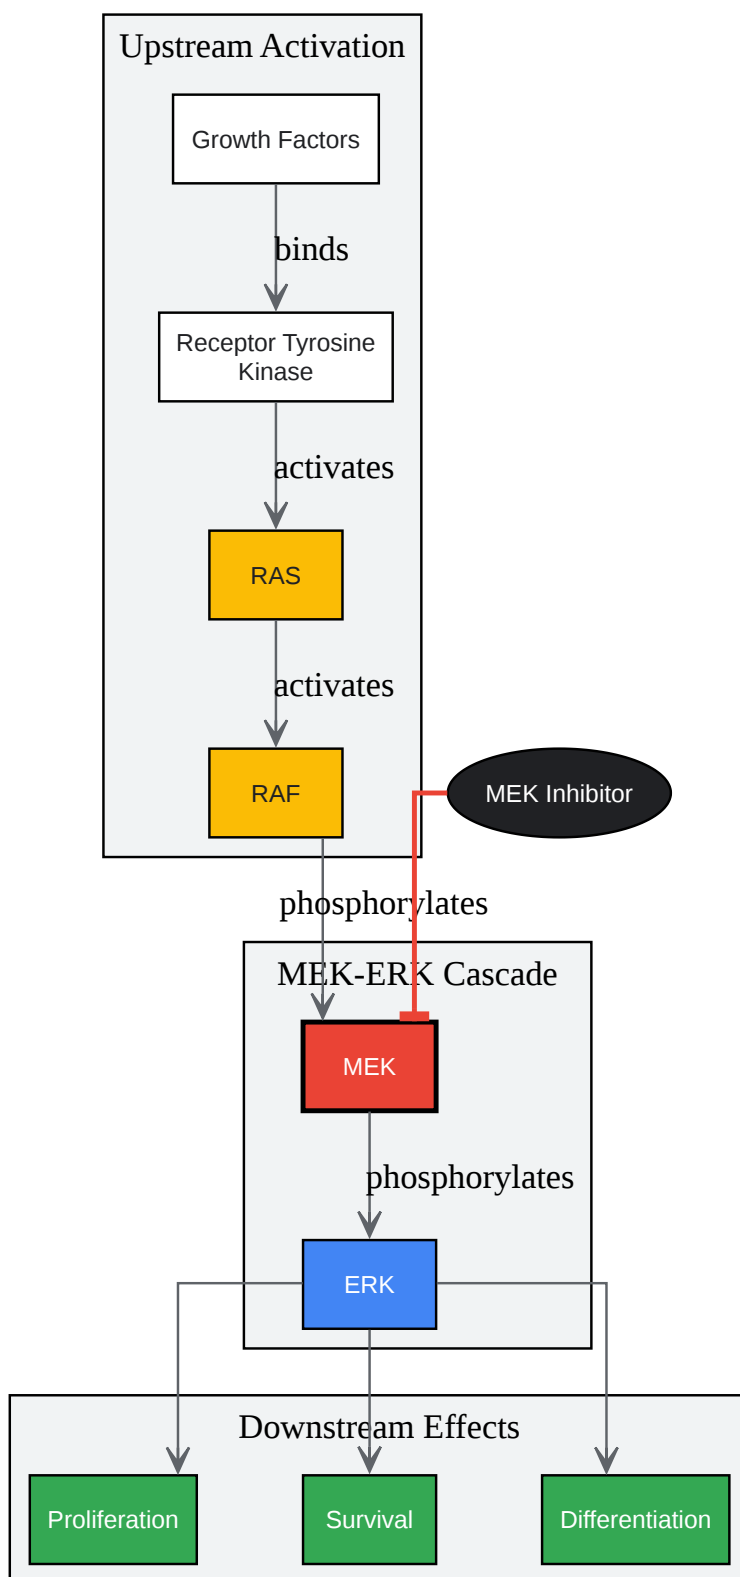 Upstream Activation
Growth Factors
binds
Receptor Tyrosine
Kinase
activates
RAS
activates
RAF
MEK Inhibitor
phosphorylates
MEK-ERK Cascade
MEK
phosphorylates
ERK
Downstream Effects
Proliferation
Survival
Differentiation